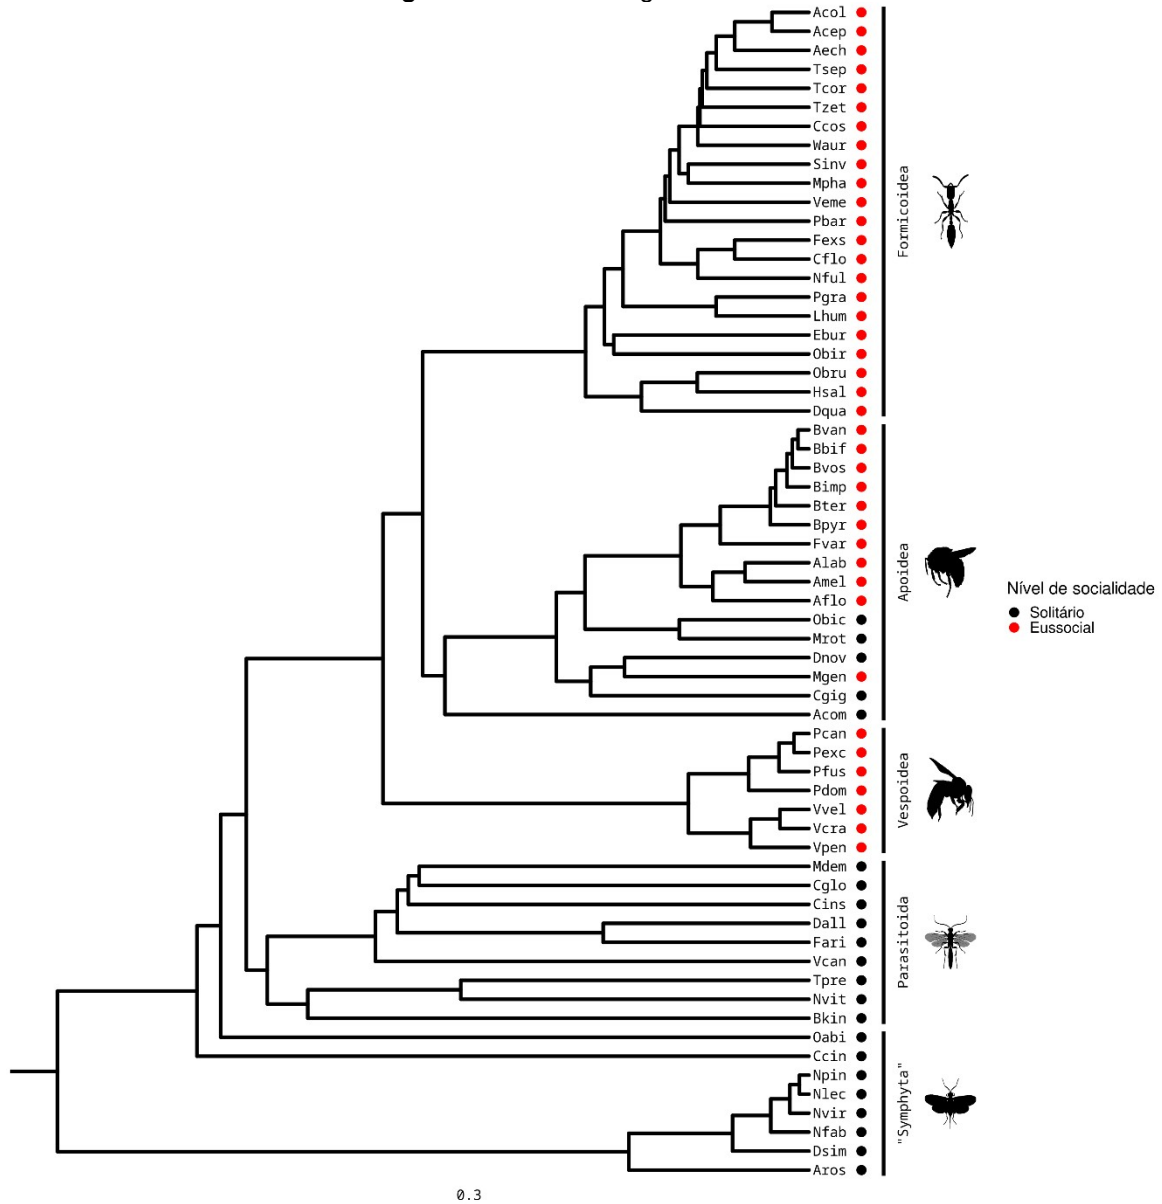 Acol
Acep
Aech
Tsep
Tcor
Tzet
Ccos
Waur
Sinv
Mpha
Veme
Pbar
Fexs
Cflo
Nful
Pgra
Lhum
Ebur
Obir
Obru
Hsal
Dqua
Formicoidea
Bvan
Bbif
Bvos
Bimp
Bter
Bpyr
Fvar
Alab
Amel
Aflo
Obic
Mrot
Dnov
Mgen
Cgig
Acom
Apoidea
Nível de socialidade
Solitário
Eussocial
Pcan
Pexc
Pfus
Pdom
Vvel
Vcra
Vpen
Vespoidea
Mdem
Cglo
Cins
Dall
Fari
Vcan
Tpre
Nvit
Bkin
Parasitoida
Oabi
Ccin
Npin
Nlec
Nvir
Nfab
Dsim
Aros
"Symphyta"
0.3